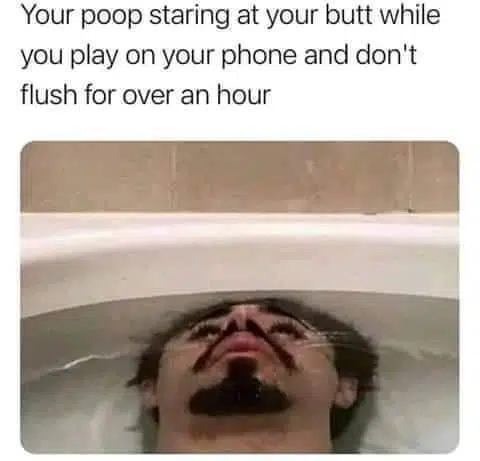 Your poop staring at your butt while
you play on your phone and don't
flush for over an hour